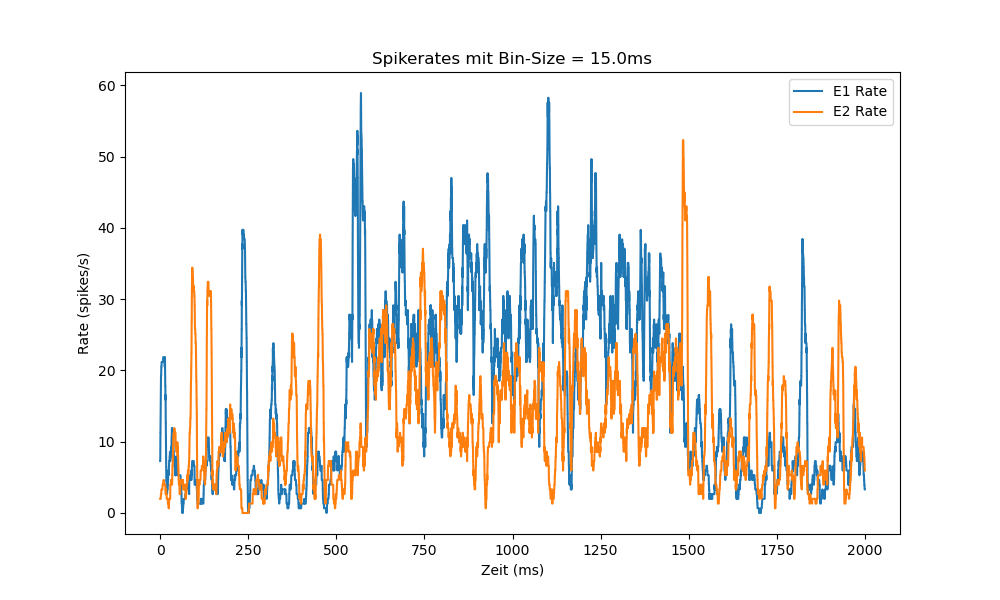 Spikerates mit Bin-Size = 15.0ms
E1 Rate
E2 Rate
60
50
40
30
20
10
0
Rate (spikes/s)
0 250 500 750 1000 1250 1500 1750 2000
Zeit (ms)